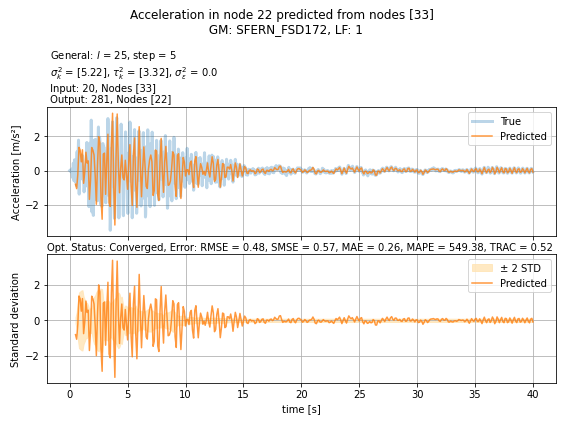 Acceleration in node 22 predicted from nodes [33]
GM: SFERN_FSD172, LF: 1
General: l = 25, step = 5
σ²ₖ = [5.22], τ²ₖ = [3.32], σ²ε = 0.0
Input: 20, Nodes [33]
Output: 281, Nodes [22]
Acceleration [m/s²]
2
0
−2
True
Predicted
Opt. Status: Converged, Error: RMSE = 0.48, SMSE = 0.57, MAE = 0.26, MAPE = 549.38, TRAC = 0.52
Standard deviation
2
0
−2
± 2 STD
Predicted
0 5 10 15 20 25 30 35 40
time [s]